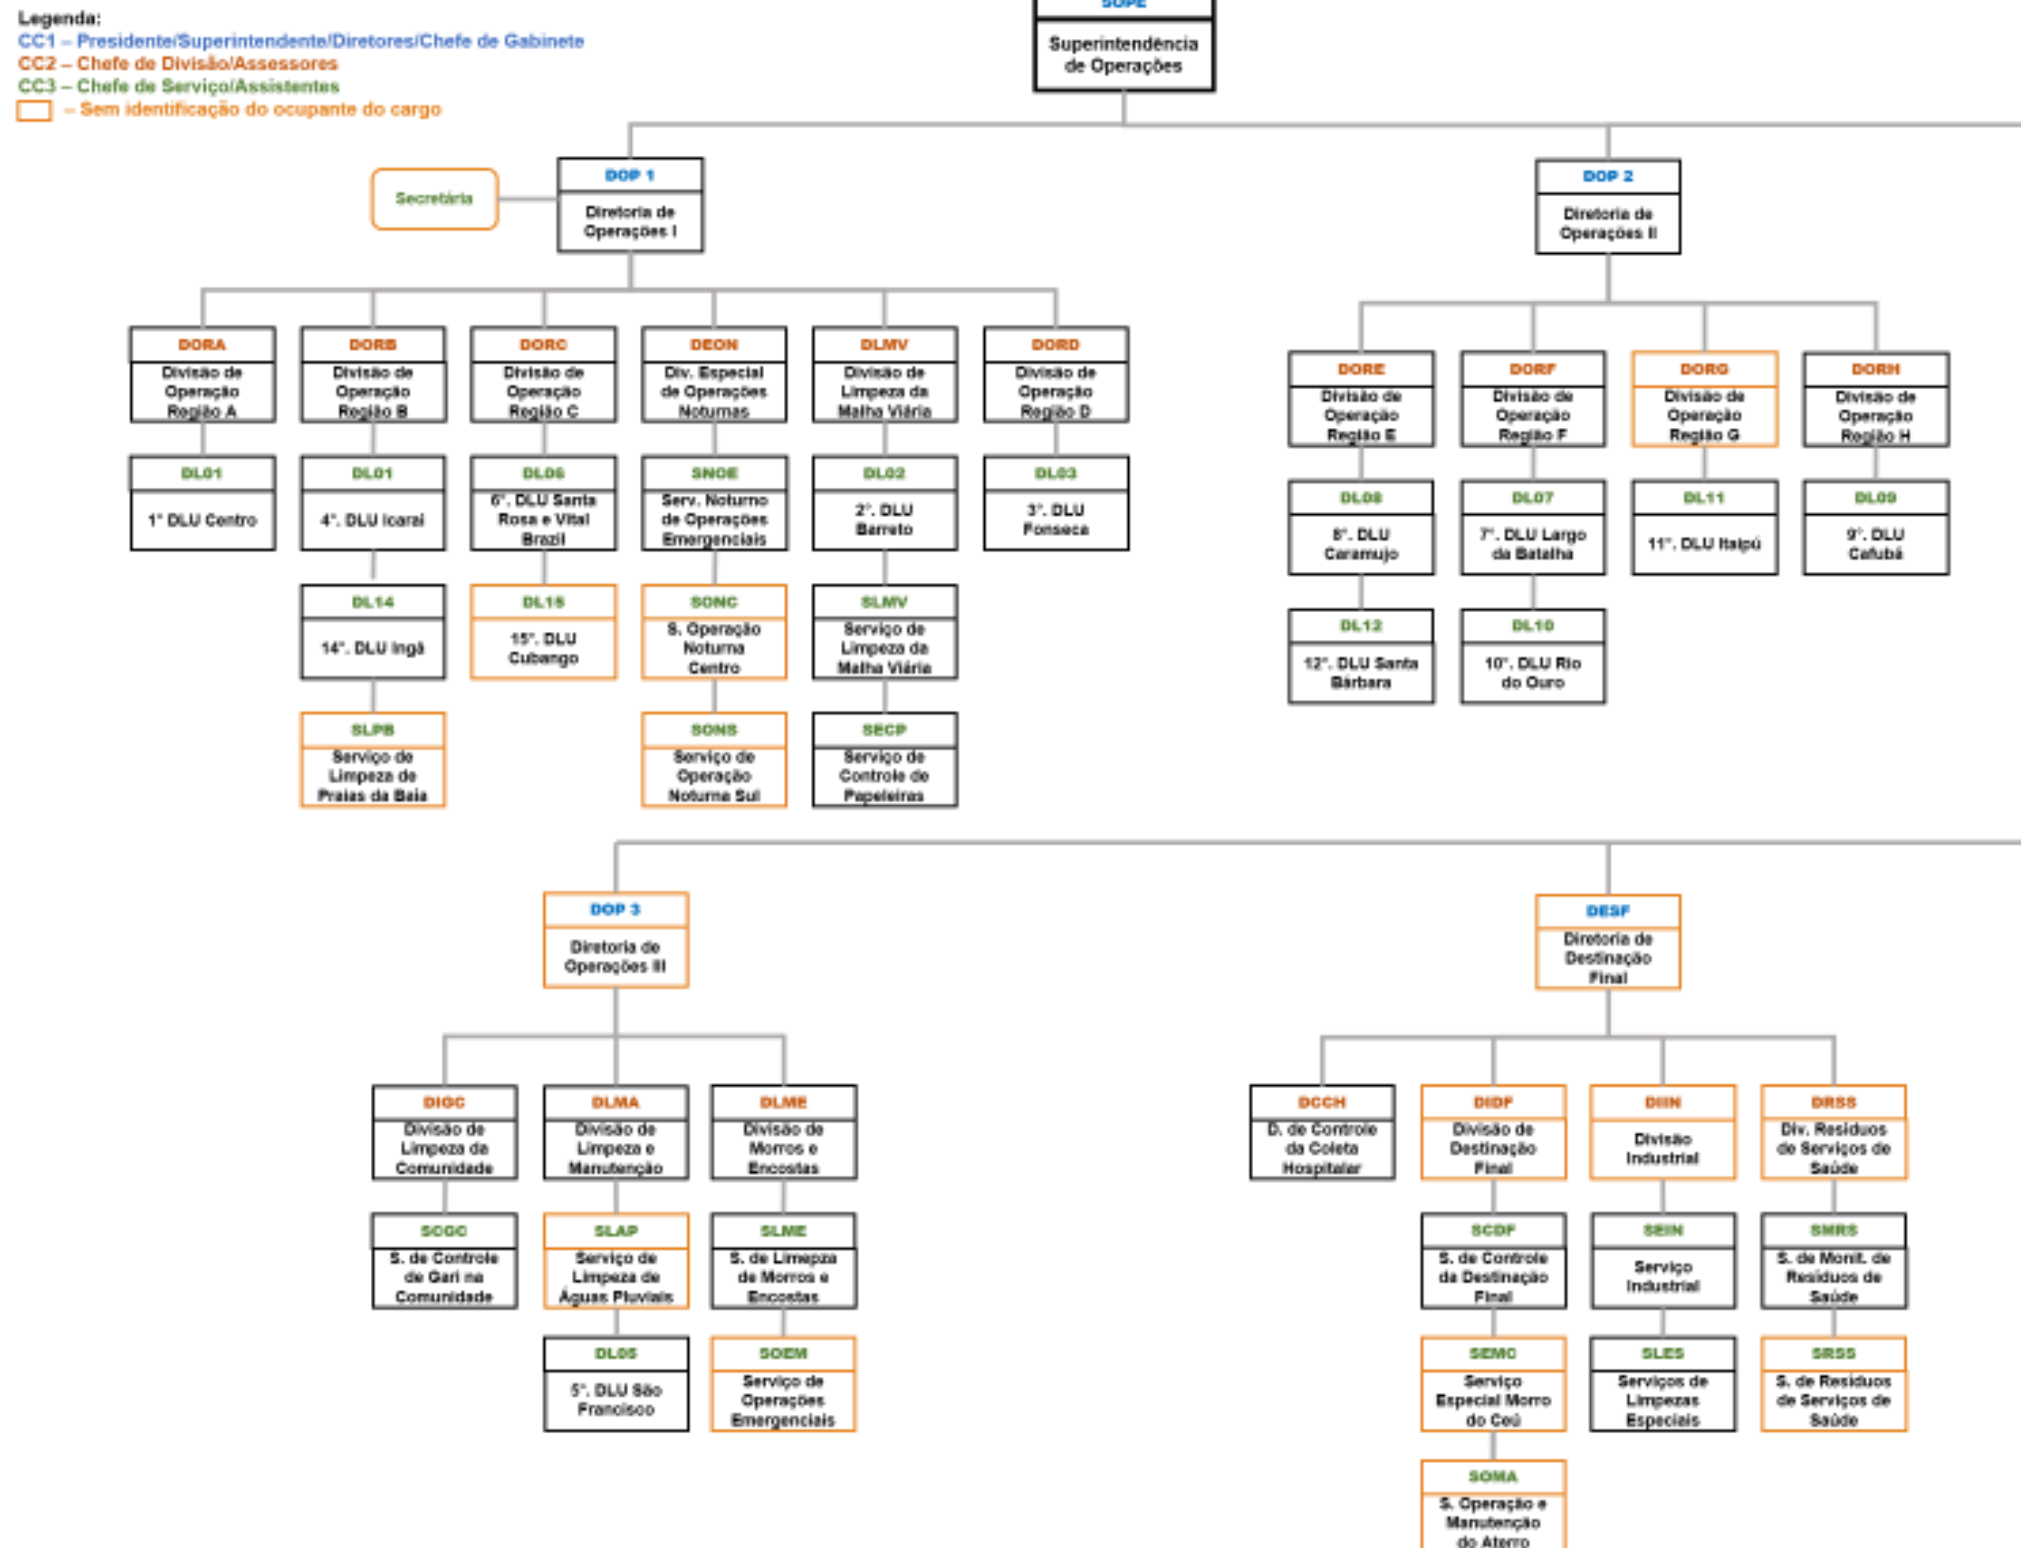 Legenda:
CC1 – Presidente/Superintendente/Diretores/Chefe de Gabinete
CC2 – Chefe de Divisão/Assessores
CC3 – Chefe de Serviço/Assistentes
– Sem identificação do ocupante do cargo
SOPE
Superintendência
de Operações
Secretária
DOP 1
Diretoria de
Operações I
DOP 2
Diretoria de
Operações II
DORA
Divisão de
Operação
Região A
DORB
Divisão de
Operação
Região B
DORC
Divisão de
Operação
Região C
DEON
Div. Especial
de Operações
Noturnas
DLMV
Divisão de
Limpeza da
Malha Viária
DORD
Divisão de
Operação
Região D
DORE
Divisão de
Operação
Região E
DORF
Divisão de
Operação
Região F
DORG
Divisão de
Operação
Região G
DORH
Divisão de
Operação
Região H
DL01
1° DLU Centro
DL01
4°. DLU Icaraí
DL06
6°. DLU Santa
Rosa e Vital
Brazil
SNOE
Serv. Noturno
de Operações
Emergenciais
DL02
2°. DLU
Barreto
DL03
3°. DLU
Fonseca
DL08
8°. DLU
Caramujo
DL07
7°. DLU Largo
da Batalha
DL11
11°. DLU Itaipú
DL09
9°. DLU
Cafubá
DL14
14°. DLU Ingá
DL15
15°. DLU
Cubango
SONC
S. Operação
Noturna
Centro
SLMV
Serviço de
Limpeza da
Malha Viária
DL12
12°. DLU Santa
Bárbara
DL10
10°. DLU Rio
do Ouro
SLPB
Serviço de
Limpeza de
Praias da Baía
SONS
Serviço de
Operação
Noturna Sul
SECP
Serviço de
Controle de
Papeleiras
DOP 3
Diretoria de
Operações III
DESF
Diretoria de
Destinação
Final
DIGC
Divisão de
Limpeza da
Comunidade
DLMA
Divisão de
Limpeza e
Manutenção
DLME
Divisão de
Morros e
Encostas
DCCH
D. de Controle
da Coleta
Hospitalar
DIDF
Divisão de
Destinação
Final
DIIN
Divisão
Industrial
DRSS
Div. Resíduos
de Serviços de
Saúde
SCGC
S. de Controle
de Gari na
Comunidade
SLAP
Serviço de
Limpeza de
Águas Pluviais
SLME
S. de Limepza
de Morros e
Encostas
SCDF
S. de Controle
da Destinação
Final
SEIN
Serviço
Industrial
SMRS
S. de Monit. de
Resíduos de
Saúde
DL05
5°. DLU São
Francisco
SOEM
Serviço de
Operações
Emergenciais
SEMC
Serviço
Especial Morro
do Ceú
SLES
Serviços de
Limpezas
Especiais
SRSS
S. de Resíduos
de Serviços de
Saúde
SOMA
S. Operação e
Manutenção
do Aterro